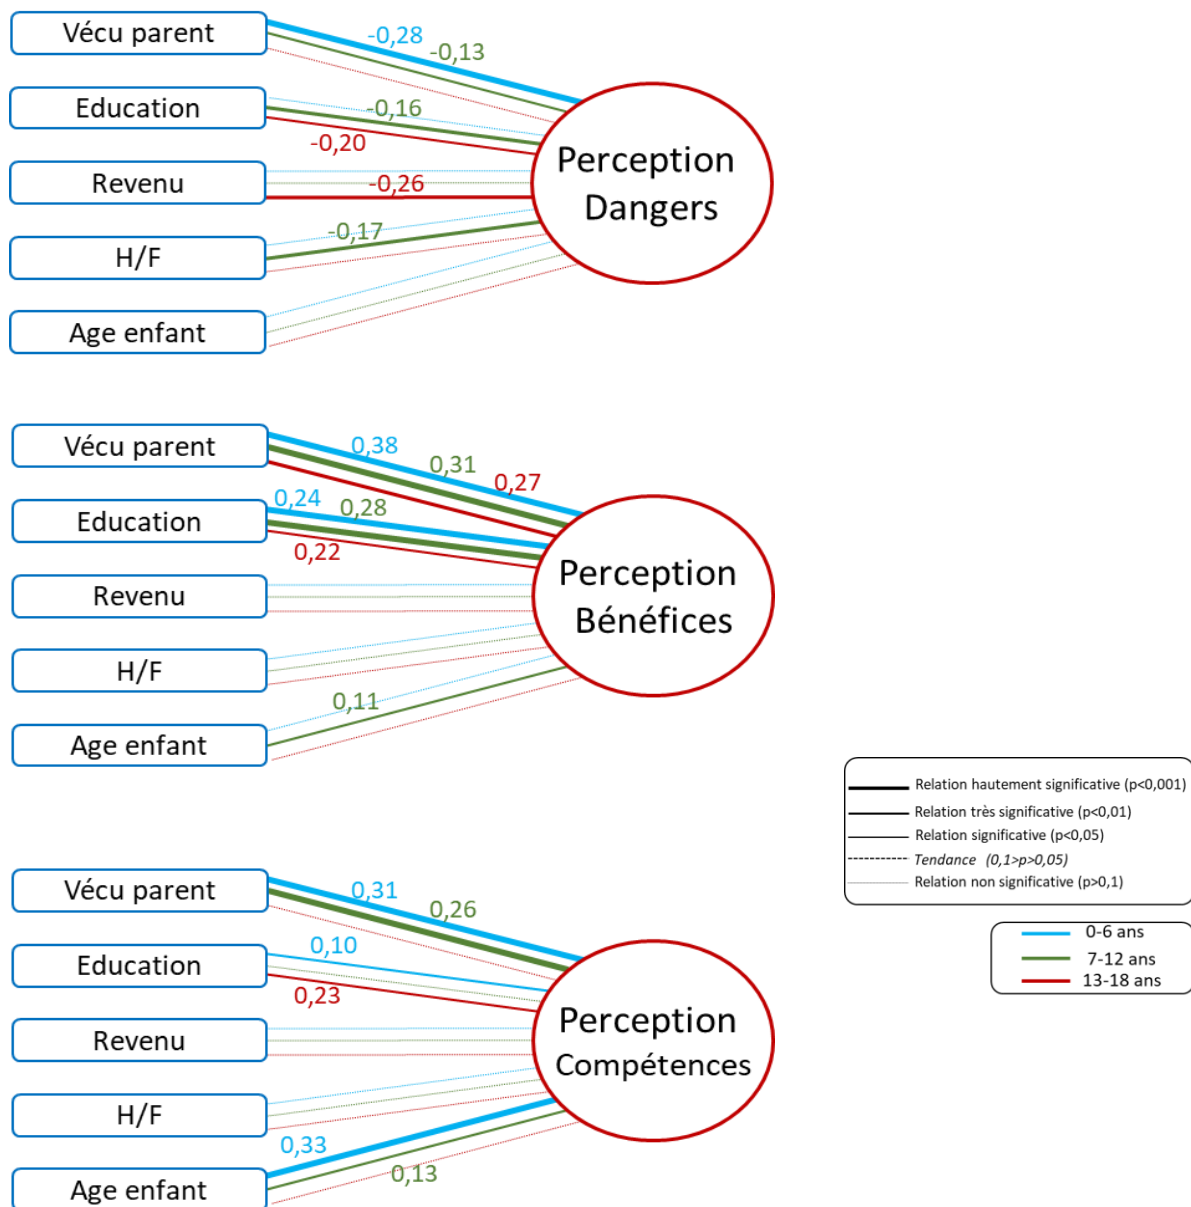 Vécu parent
-0,28
-0,13
Education
-0,16
-0,20
Revenu
-0,26
H/F
-0,17
Age enfant
Perception
Dangers
Vécu parent
0,38
0,31
0,27
Education
0,24
0,28
0,22
Revenu
H/F
Age enfant
0,11
Perception
Bénéfices
Relation hautement significative (p<0,001)
Relation très significative (p<0,01)
Relation significative (p<0,05)
Tendance (0,1>p>0,05)
Relation non significative (p>0,1)
0-6 ans
7-12 ans
13-18 ans
Vécu parent
0,31
0,26
Education
0,10
0,23
Revenu
H/F
Age enfant
0,33
0,13
Perception
Compétences